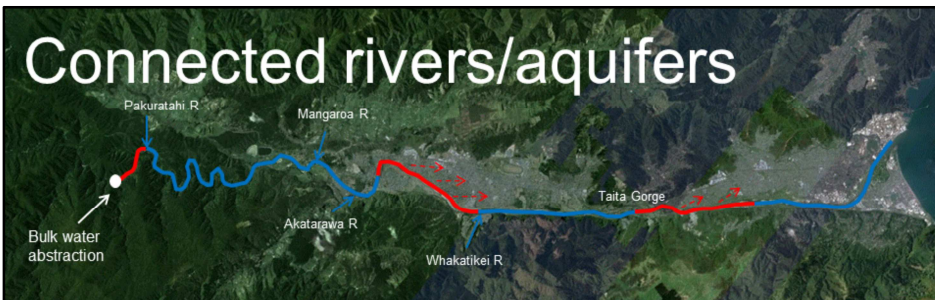 Connected rivers/aquifers
Pakuratahi R
Mangaroa R
Taita Gorge
Akatarawa R
Bulk water
abstraction
Whakatikei R